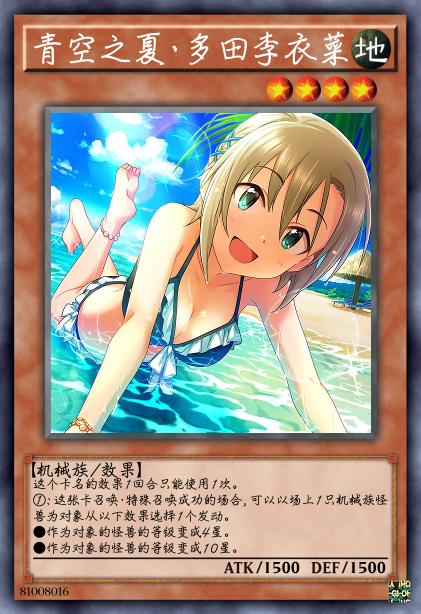 青空之夏·多田李衣菜
地
【机械族/效果】
这个卡名的效果1回合只能使用1次。
①：这张卡召唤·特殊召唤成功的场合，可以以场上1只机械族怪
兽为对象从以下效果选择1个发动。
●作为对象的怪兽的等级变成4星。
●作为对象的怪兽的等级变成10星。
ATK/1500 DEF/1500
81008016